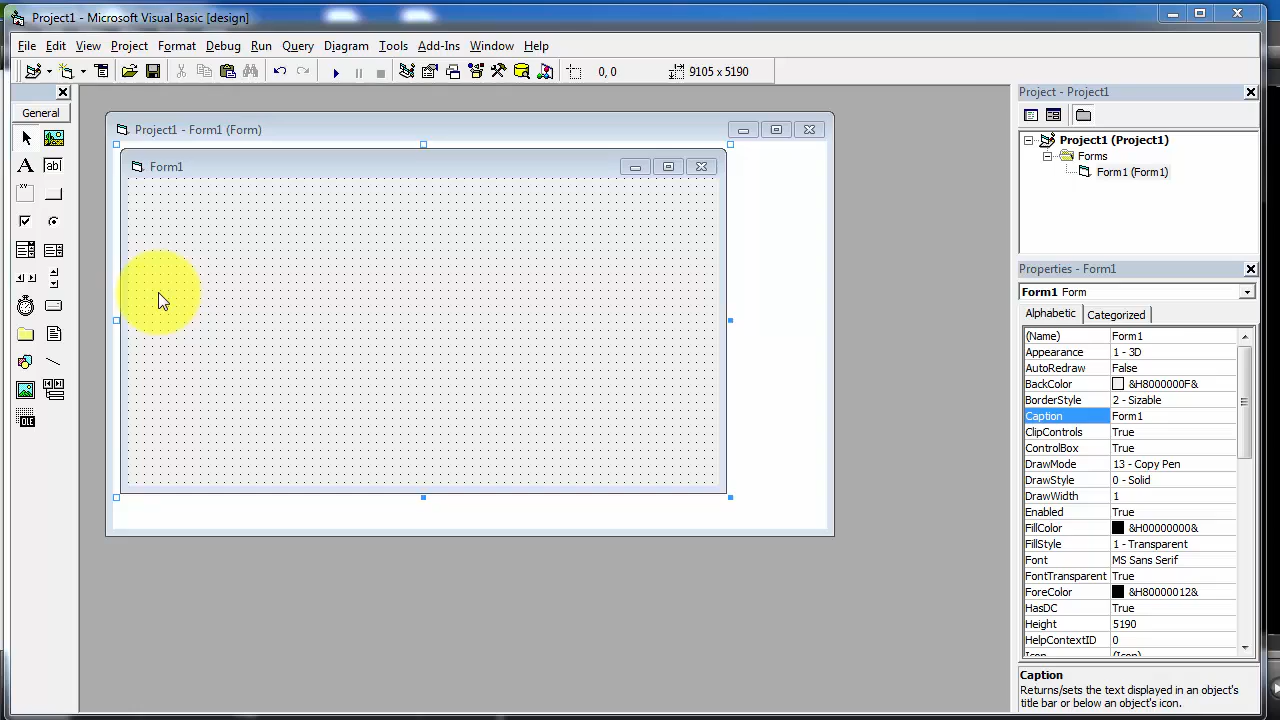 Project1 - Microsoft Visual Basic [design]
File Edit View Project Format Debug Run Query Diagram Tools Add-Ins Window Help
0, 0 9105 x 5190
General
A ab|
xy
OLE
Project1 - Form1 (Form)
Form1
Project - Project1
Project1 (Project1)
Forms
Form1 (Form1)
Properties - Form1
Form1 Form
Alphabetic Categorized
(Name) Form1
Appearance 1 - 3D
AutoRedraw False
BackColor &H8000000F&
BorderStyle 2 - Sizable
Caption Form1
ClipControls True
ControlBox True
DrawMode 13 - Copy Pen
DrawStyle 0 - Solid
DrawWidth 1
Enabled True
FillColor &H00000000&
FillStyle 1 - Transparent
Font MS Sans Serif
FontTransparent True
ForeColor &H80000012&
HasDC True
Height 5190
HelpContextID 0
Icon (Icon)
Caption
Returns/sets the text displayed in an object's
title bar or below an object's icon.